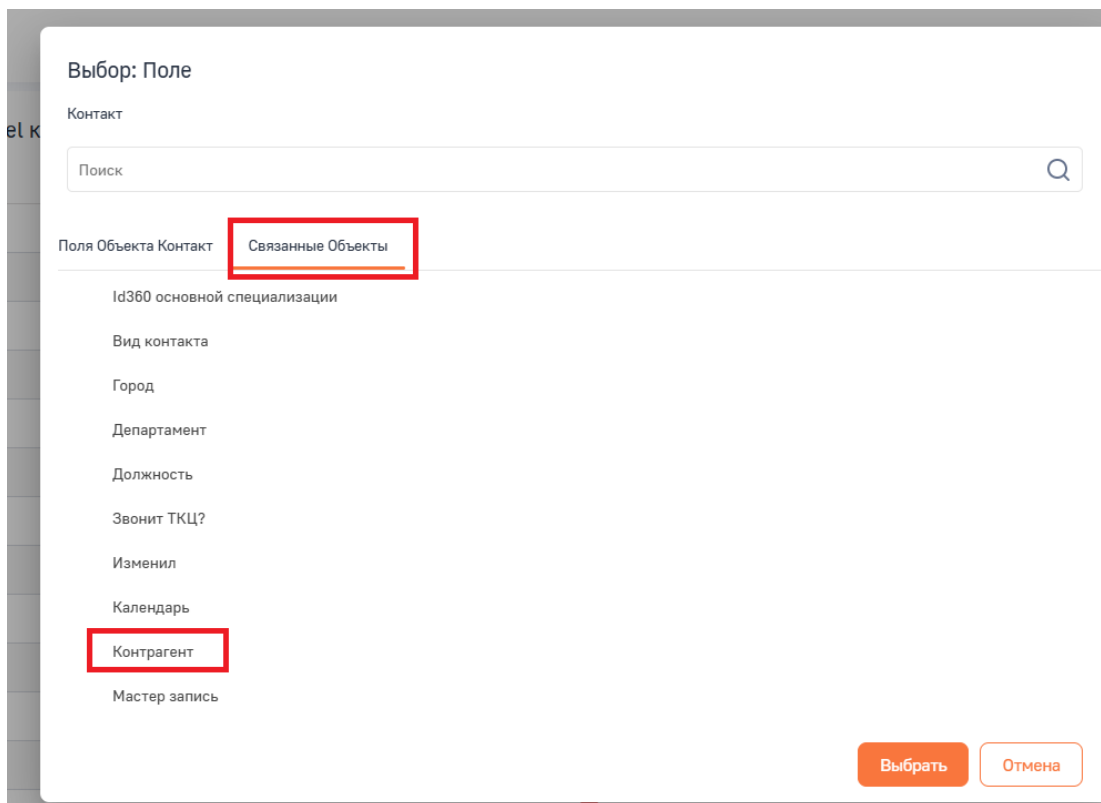 Выбор: Поле
Контакт
el к
Поиск
Поля Объекта Контакт Связанные Объекты
Id360 основной специализации
Вид контакта
Город
Департамент
Должность
Звонит ТКЦ?
Изменил
Календарь
Контрагент
Мастер запись
Выбрать Отмена